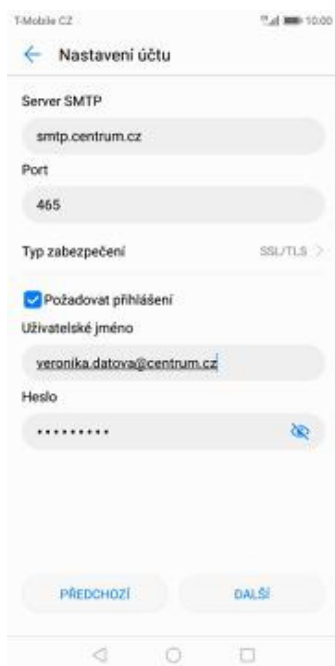 T-Mobile CZ 10:00
Nastavení účtu
Server SMTP
smtp.centrum.cz
Port
465
Typ zabezpečení SSL/TLS
Požadovat přihlášení
Uživatelské jméno
veronika.datova@centrum.cz
Heslo
•••••••••
PŘEDCHOZÍ DALŠÍ